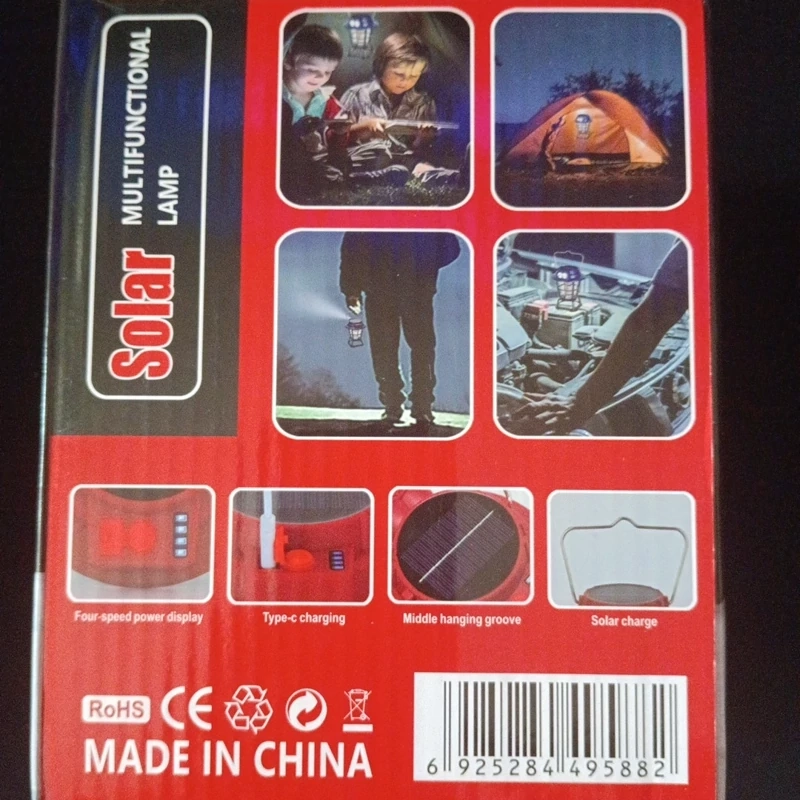 Solar
MULTIFUNCTIONAL
LAMP
Four-speed power display
Type-c charging
Middle hanging groove
Solar charge
RoHS
CE
MADE IN CHINA
6 925284 495882